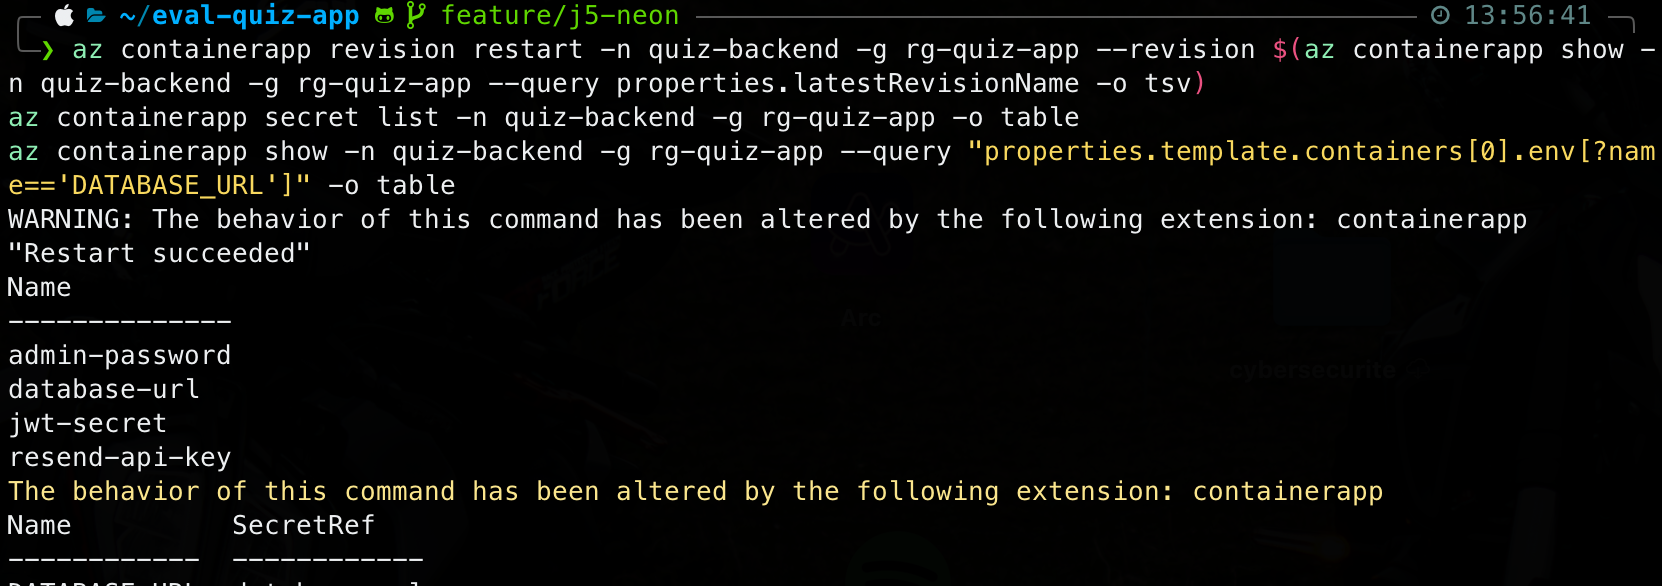 ~/eval-quiz-app feature/j5-neon 13:56:41
❯ az containerapp revision restart -n quiz-backend -g rg-quiz-app --revision $(az containerapp show -
n quiz-backend -g rg-quiz-app --query properties.latestRevisionName -o tsv)
az containerapp secret list -n quiz-backend -g rg-quiz-app -o table
az containerapp show -n quiz-backend -g rg-quiz-app --query "properties.template.containers[0].env[?nam
e=='DATABASE_URL']" -o table
WARNING: The behavior of this command has been altered by the following extension: containerapp
"Restart succeeded"
Name
--------------
admin-password
database-url
jwt-secret
resend-api-key
The behavior of this command has been altered by the following extension: containerapp
Name SecretRef
------------ ------------
Arc
cybersecurite